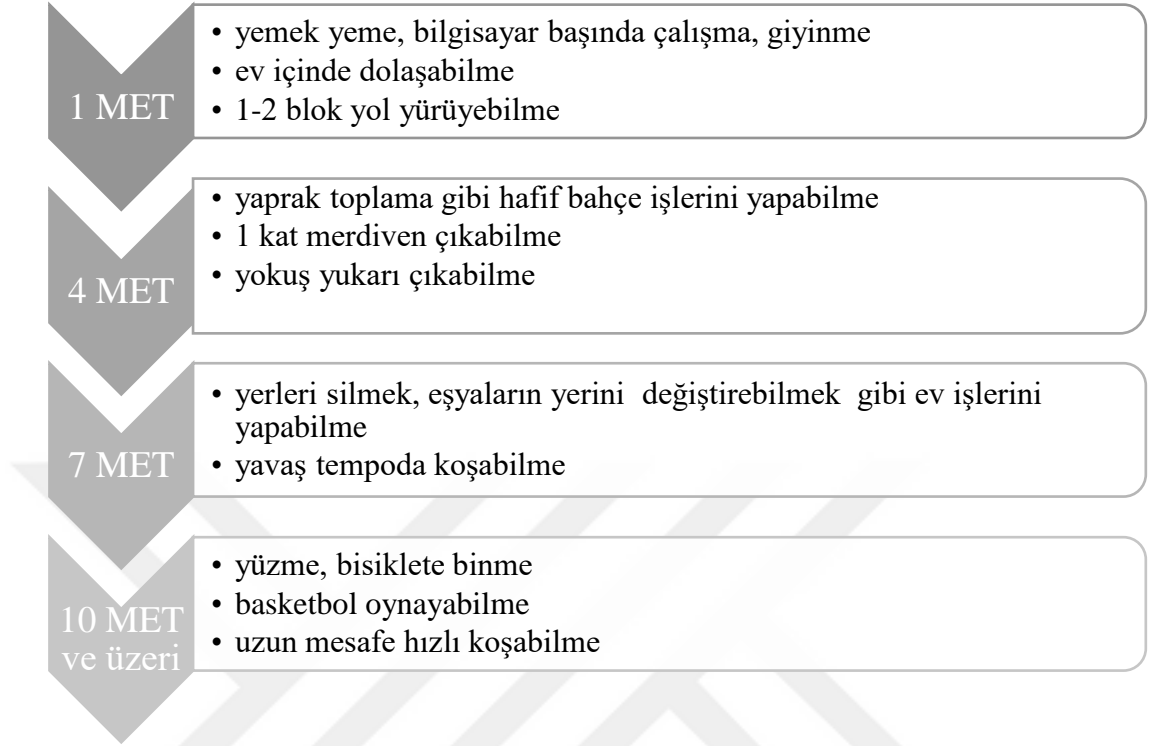 1 MET
• yemek yeme, bilgisayar başında çalışma, giyinme
• ev içinde dolaşabilme
• 1-2 blok yol yürüyebilme
4 MET
• yaprak toplama gibi hafif bahçe işlerini yapabilme
• 1 kat merdiven çıkabilme
• yokuş yukarı çıkabilme
7 MET
• yerleri silmek, eşyaların yerini değiştirebilmek gibi ev işlerini
yapabilme
• yavaş tempoda koşabilme
10 MET
ve üzeri
• yüzme, bisiklete binme
• basketbol oynayabilme
• uzun mesafe hızlı koşabilme